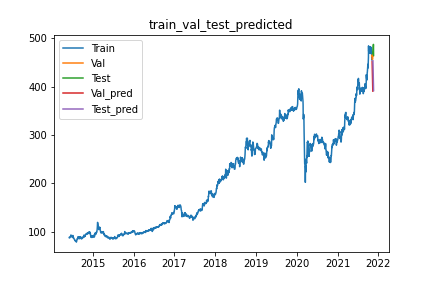 train_val_test_predicted
500
400
300
200
100
Train
Val
Test
Val_pred
Test_pred
2015 2016 2017 2018 2019 2020 2021 2022